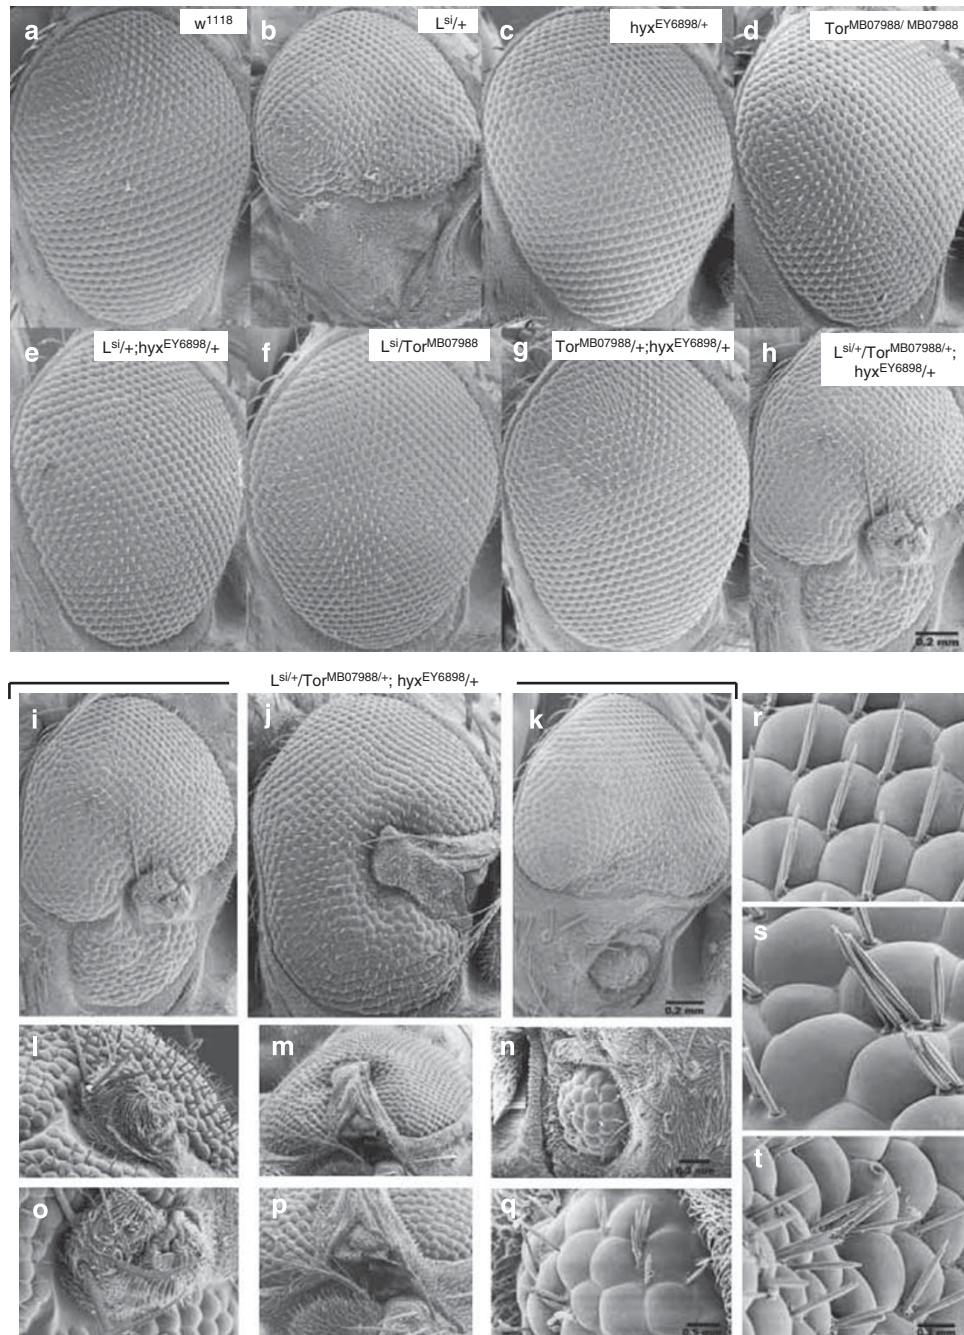 a
w1118
b
Lsi/+
c
hyxEY6898/+
d
TorMB07988/ MB07988
e
Lsi/+;hyxEY6898/+
f
Lsi/TorMB07988
g
TorMB07988/+;hyxEY6898/+
h
Lsi/+/TorMB07988/+;
hyxEY6898/+
0.2 mm
Lsi/+/TorMB07988/+; hyxEY6898/+
i
j
k
0.2 mm
r
s
l
m
n
t
o
p
q